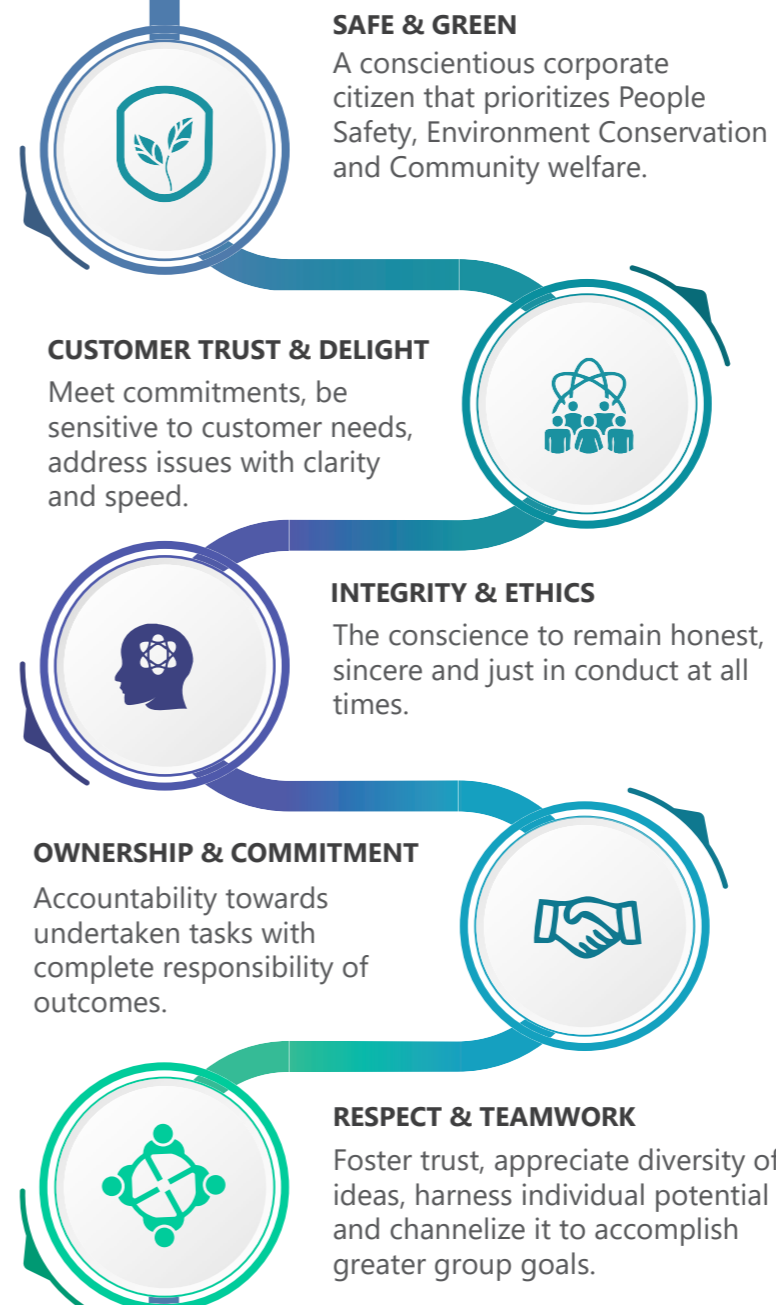 SAFE & GREEN
A conscientious corporate
citizen that prioritizes People
Safety, Environment Conservation
and Community welfare.
CUSTOMER TRUST & DELIGHT
Meet commitments, be
sensitive to customer needs,
address issues with clarity
and speed.
INTEGRITY & ETHICS
The conscience to remain honest,
sincere and just in conduct at all
times.
OWNERSHIP & COMMITMENT
Accountability towards
undertaken tasks with
complete responsibility of
outcomes.
RESPECT & TEAMWORK
Foster trust, appreciate diversity of
ideas, harness individual potential
and channelize it to accomplish
greater group goals.